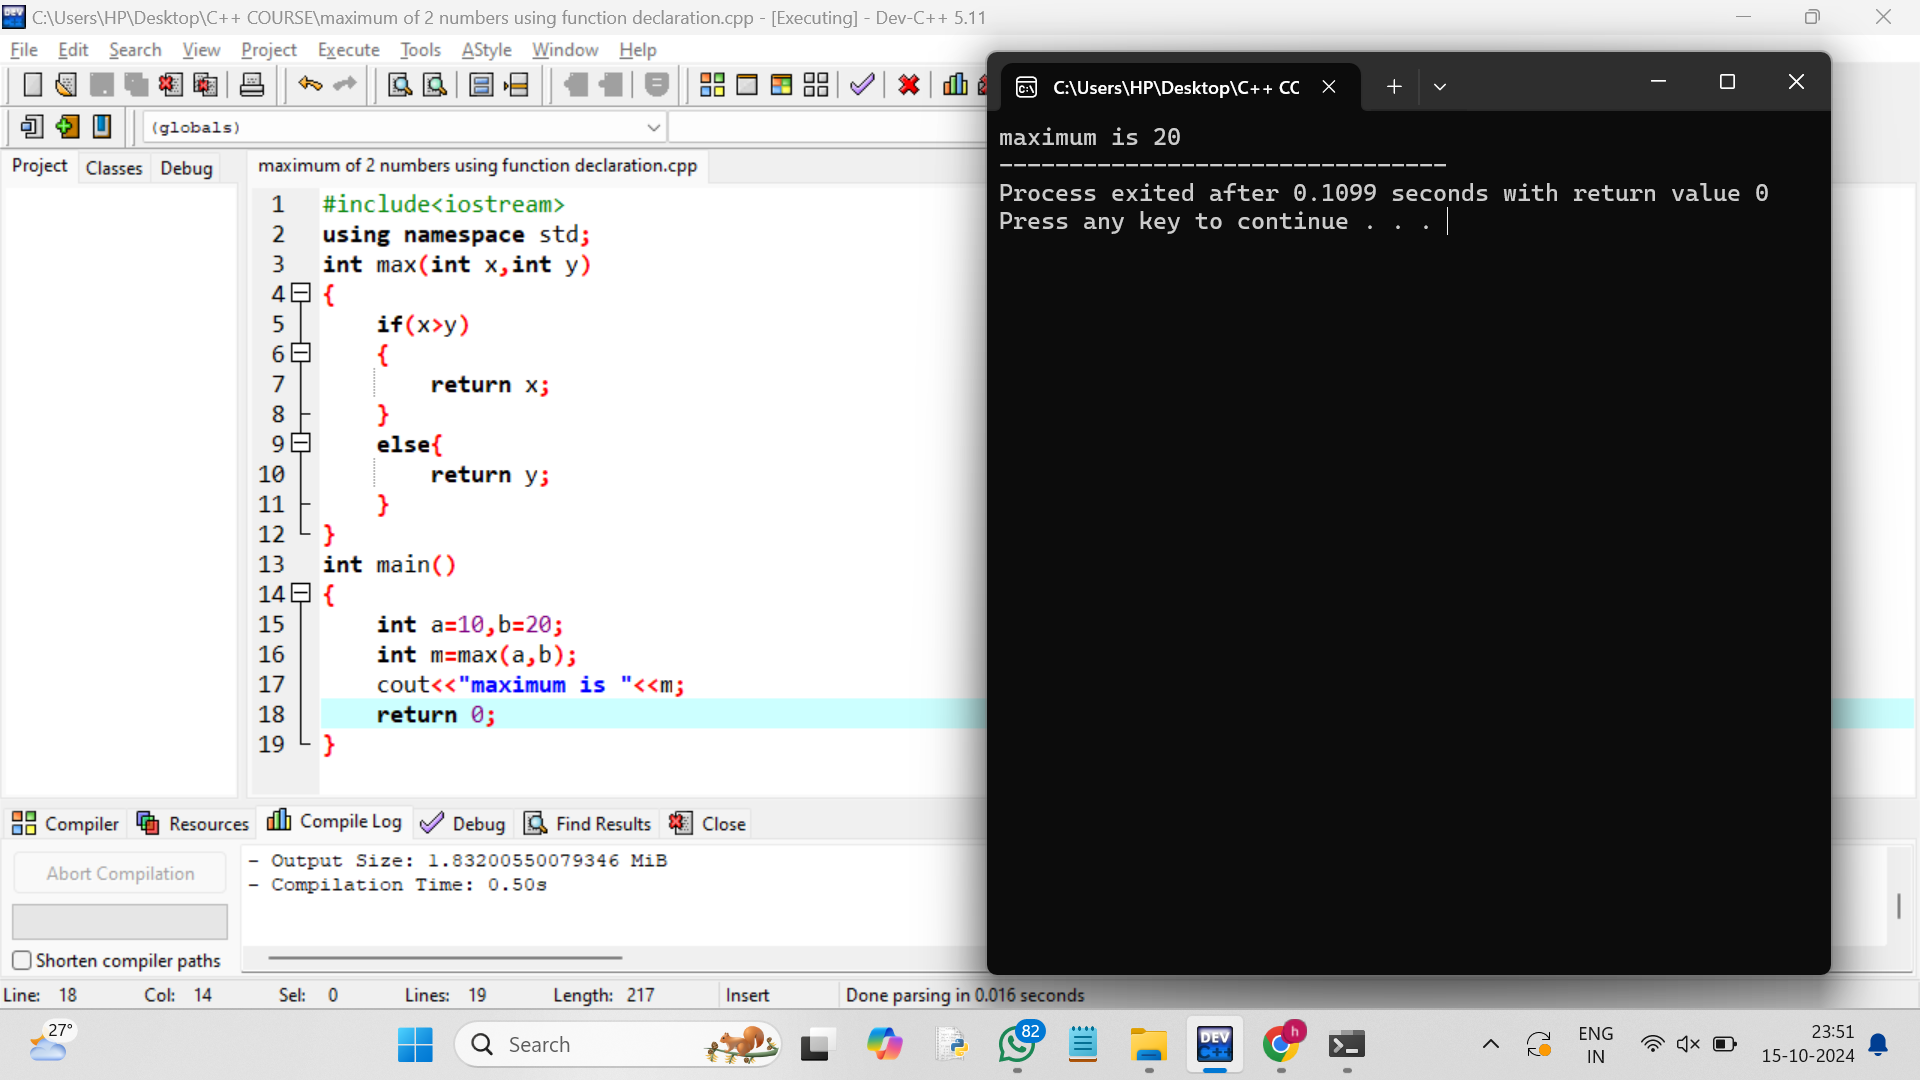 C:\Users\HP\Desktop\C++ COURSE\maximum of 2 numbers using function declaration.cpp - [Executing] - Dev-C++ 5.11
File Edit Search View Project Execute Tools AStyle Window Help
(globals)
Project Classes Debug
maximum of 2 numbers using function declaration.cpp
1 #include<iostream>
2 using namespace std;
3 int max(int x,int y)
4 {
5 if(x>y)
6 {
7 return x;
8 }
9 else{
10 return y;
11 }
12 }
13 int main()
14 {
15 int a=10,b=20;
16 int m=max(a,b);
17 cout<<"maximum is "<<m;
18 return 0;
19 }
C:\Users\HP\Desktop\C++ CC
maximum is 20
--------------------------------
Process exited after 0.1099 seconds with return value 0
Press any key to continue . . .
Compiler Resources Compile Log Debug Find Results Close
Abort Compilation
Shorten compiler paths
- Output Size: 1.83200550079346 MiB
- Compilation Time: 0.50s
Line: 18 Col: 14 Sel: 0 Lines: 19 Length: 217 Insert Done parsing in 0.016 seconds
27°
Search
82
DEV C++
h
ENG
IN
23:51
15-10-2024